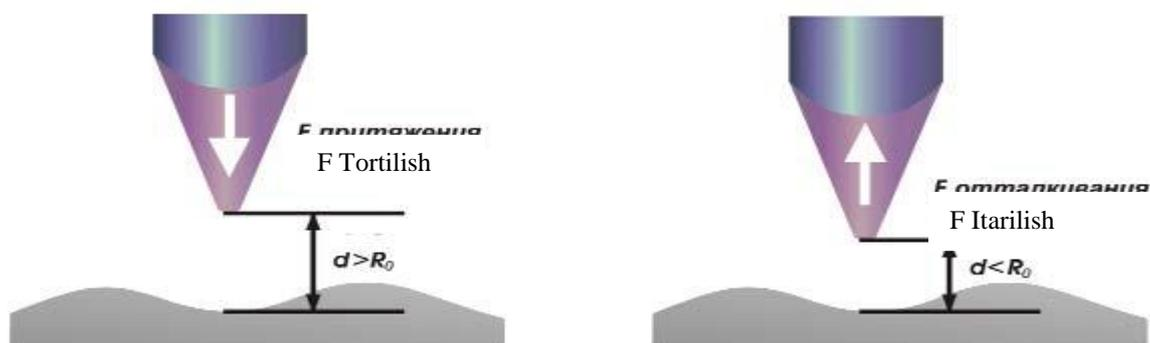 F притяжения
F Tortilish
d>R₀
F отталкивания
F Itarilish
d<R₀